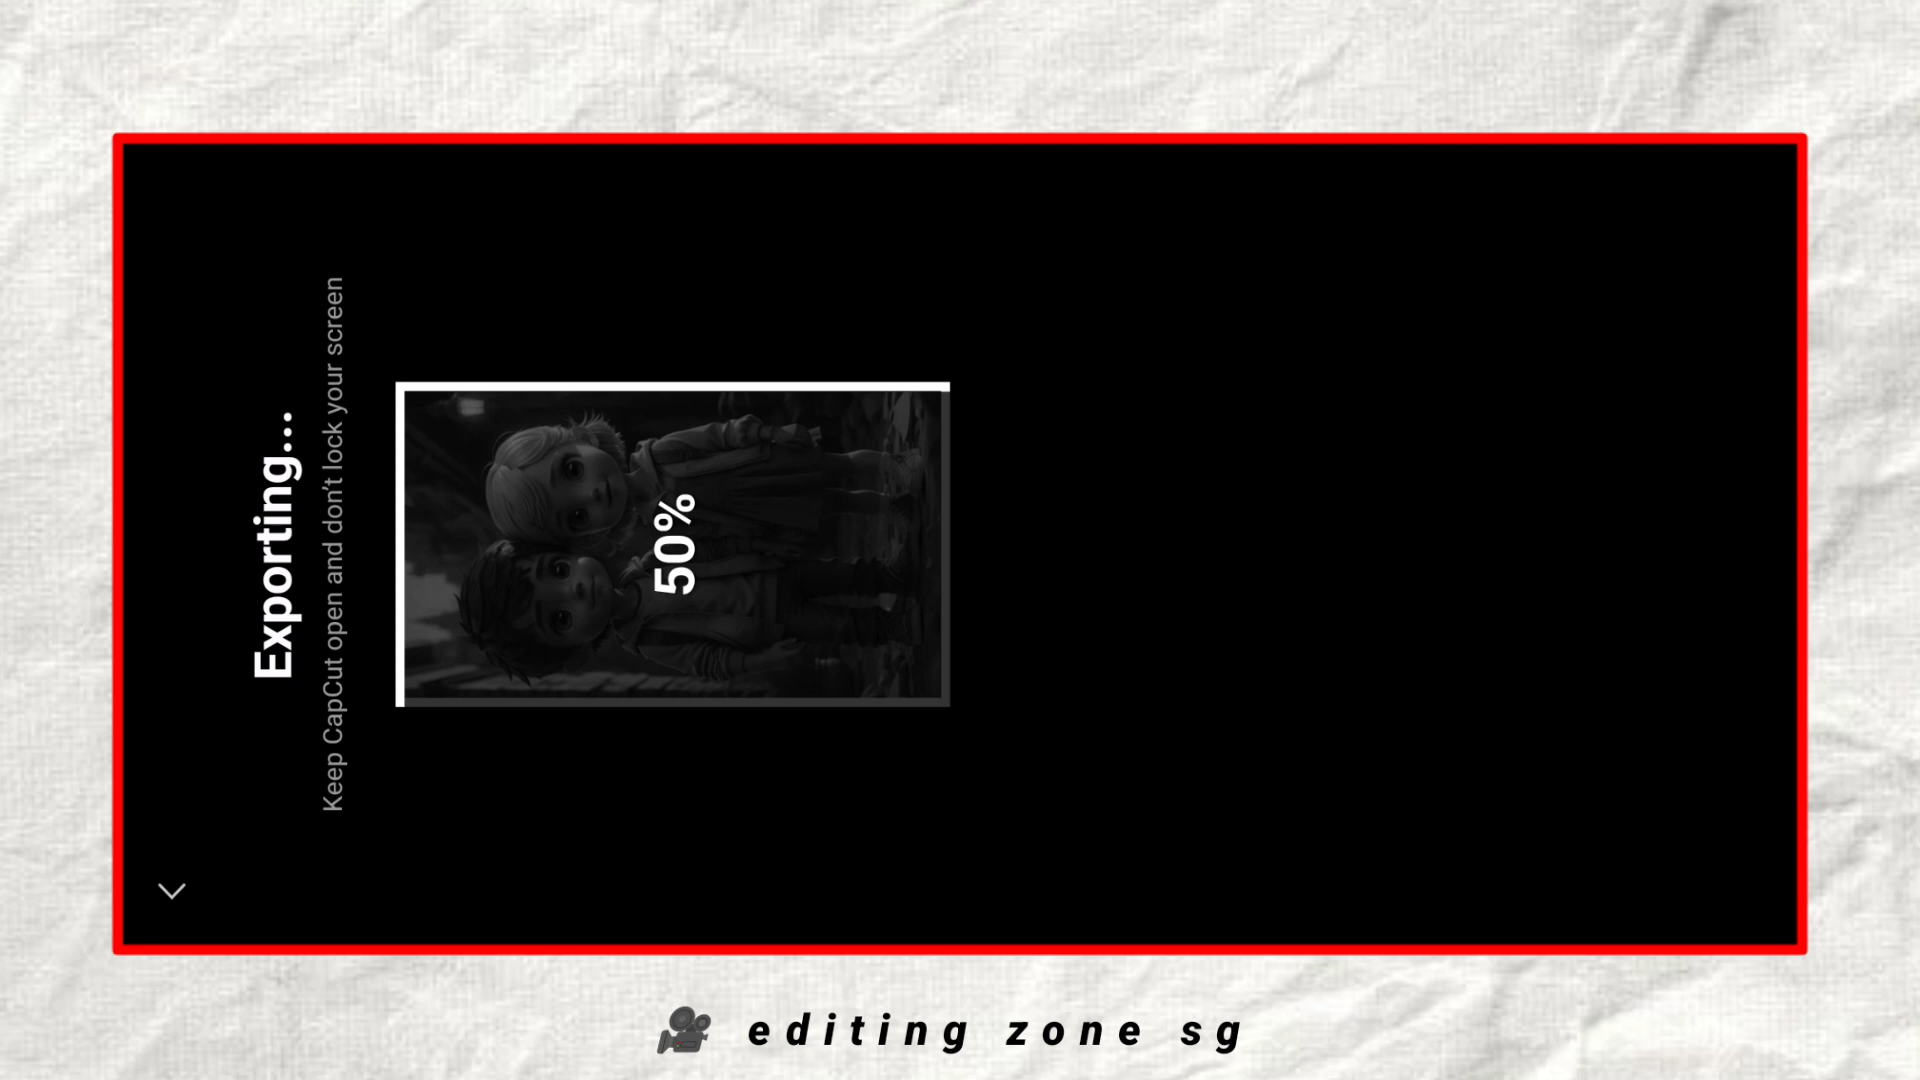 Exporting...
Keep CapCut open and don't lock your screen
50%
editing zone sg